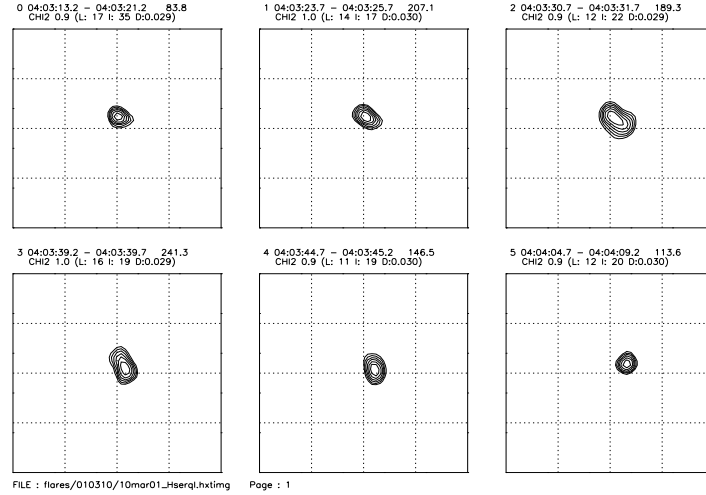 0 04:03:13.2 - 04:03:21.2 83.8
CHI2 0.9 (L: 17 I: 35 D:0.029)
1 04:03:23.7 - 04:03:25.7 207.1
CHI2 1.0 (L: 14 I: 17 D:0.030)
2 04:03:30.7 - 04:03:31.7 189.3
CHI2 0.9 (L: 12 I: 22 D:0.029)
3 04:03:39.2 - 04:03:39.7 241.3
CHI2 1.0 (L: 16 I: 19 D:0.029)
4 04:03:44.7 - 04:03:45.2 146.5
CHI2 0.9 (L: 11 I: 19 D:0.030)
5 04:04:04.7 - 04:04:09.2 113.6
CHI2 0.9 (L: 12 I: 20 D:0.030)
FILE : flares/010310/10mar01_Hserql.hxtimg Page : 1